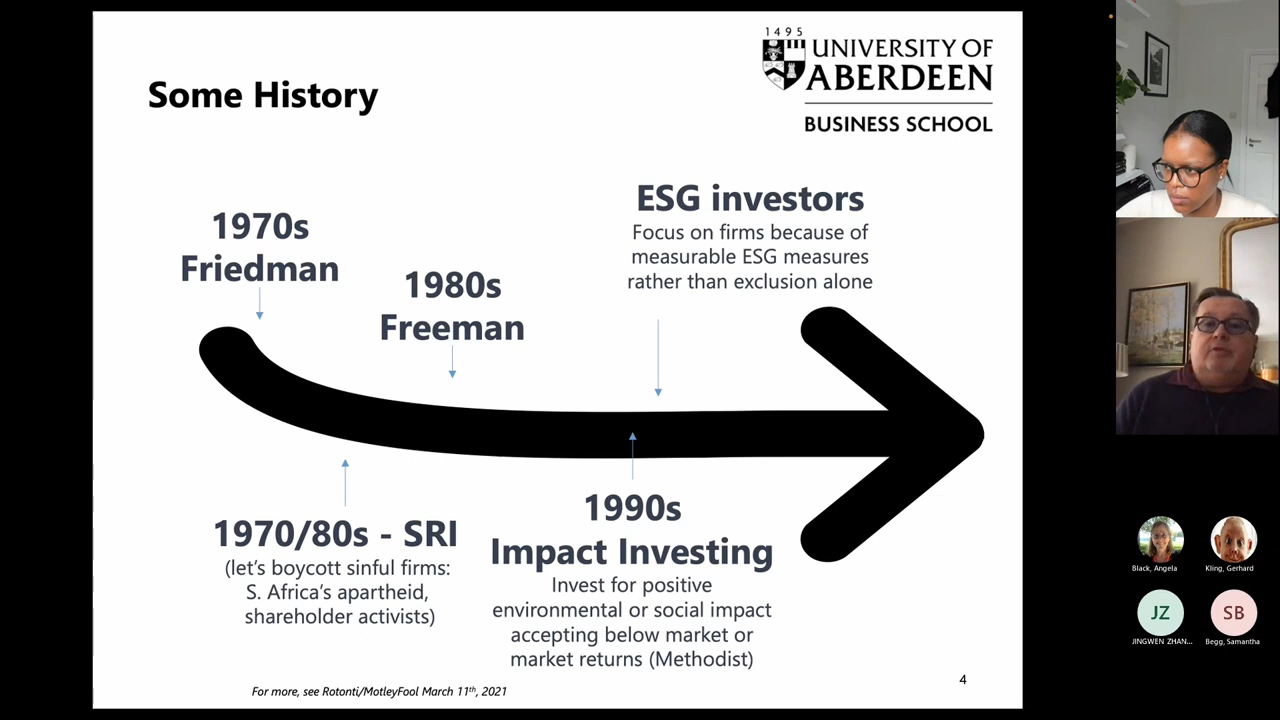 Some History
1495
UNIVERSITY OF
ABERDEEN
BUSINESS SCHOOL
1970s
Friedman
1980s
Freeman
ESG investors
Focus on firms because of
measurable ESG measures
rather than exclusion alone
1970/80s - SRI
(let's boycott sinful firms:
S. Africa's apartheid,
shareholder activists)
1990s
Impact Investing
Invest for positive
environmental or social impact
accepting below market or
market returns (Methodist)
For more, see Rotonti/MotleyFool March 11th, 2021
4
Black, Angela
Kling, Gerhard
JZ
SB
JINGWEN ZHAN...
Begg, Samantha